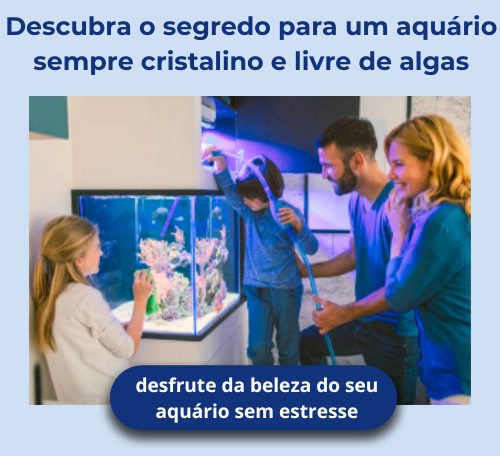 Descubra o segredo para um aquário
sempre cristalino e livre de algas
desfrute da beleza do seu
aquário sem estresse